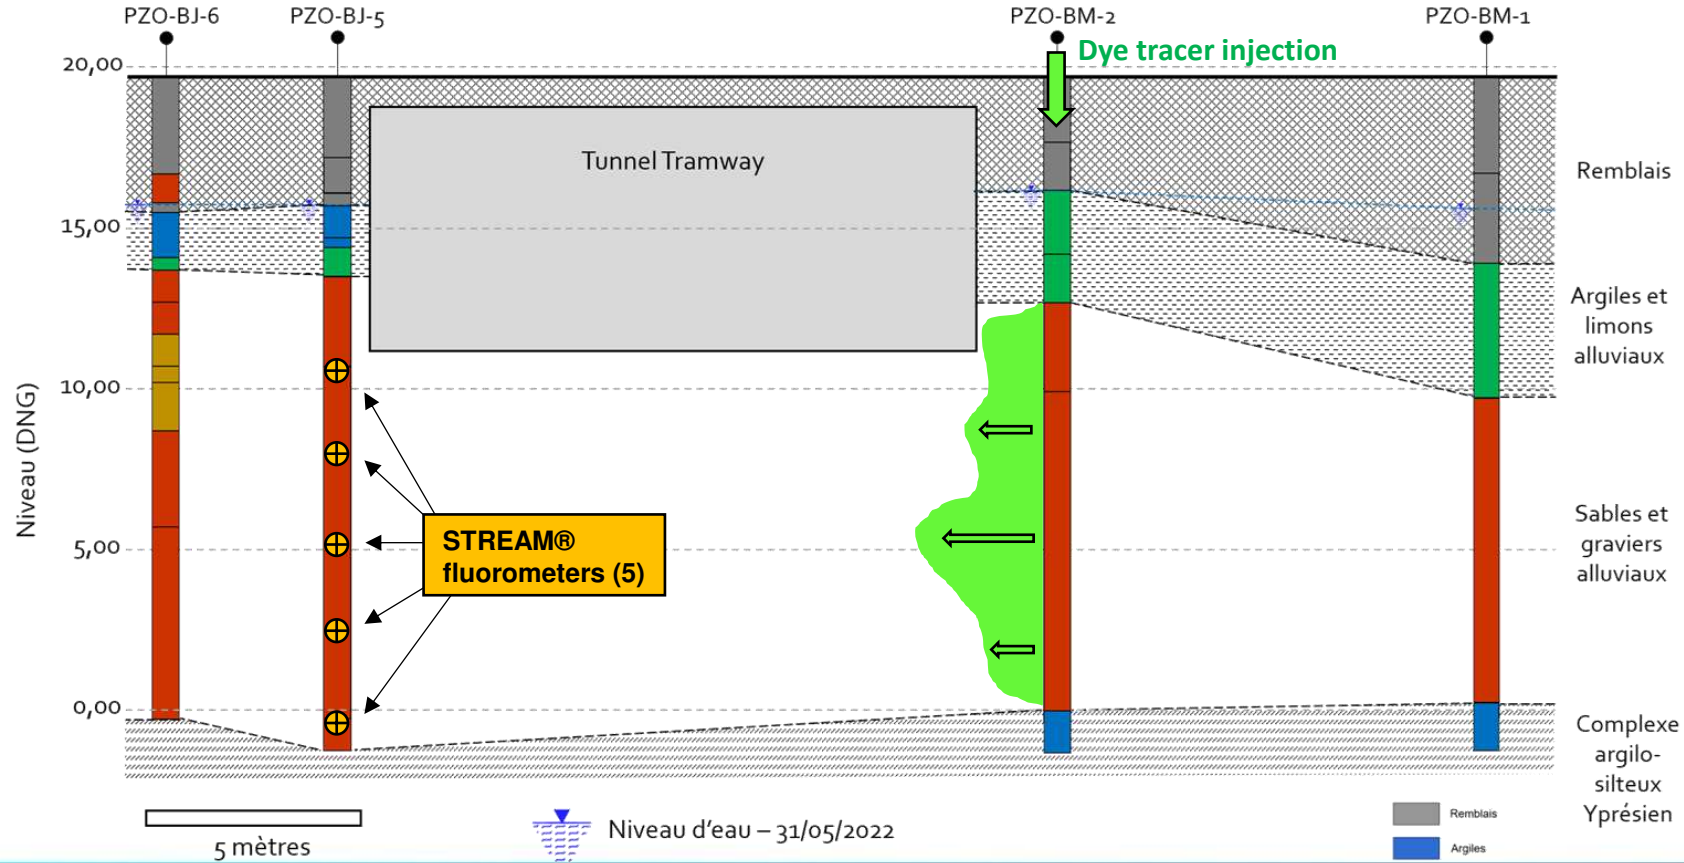 PZO-BJ-6
PZO-BJ-5
PZO-BM-2
PZO-BM-1
Dye tracer injection
20,00
Tunnel Tramway
Remblais
15,00
Argiles et
limons
alluviaux
10,00
Niveau (DNG)
STREAM®
fluorometers (5)
Sables et
graviers
alluviaux
5,00
0,00
Complexe
argilo-
silteux
Yprésien
5 mètres
Niveau d'eau – 31/05/2022
Remblais
Argiles